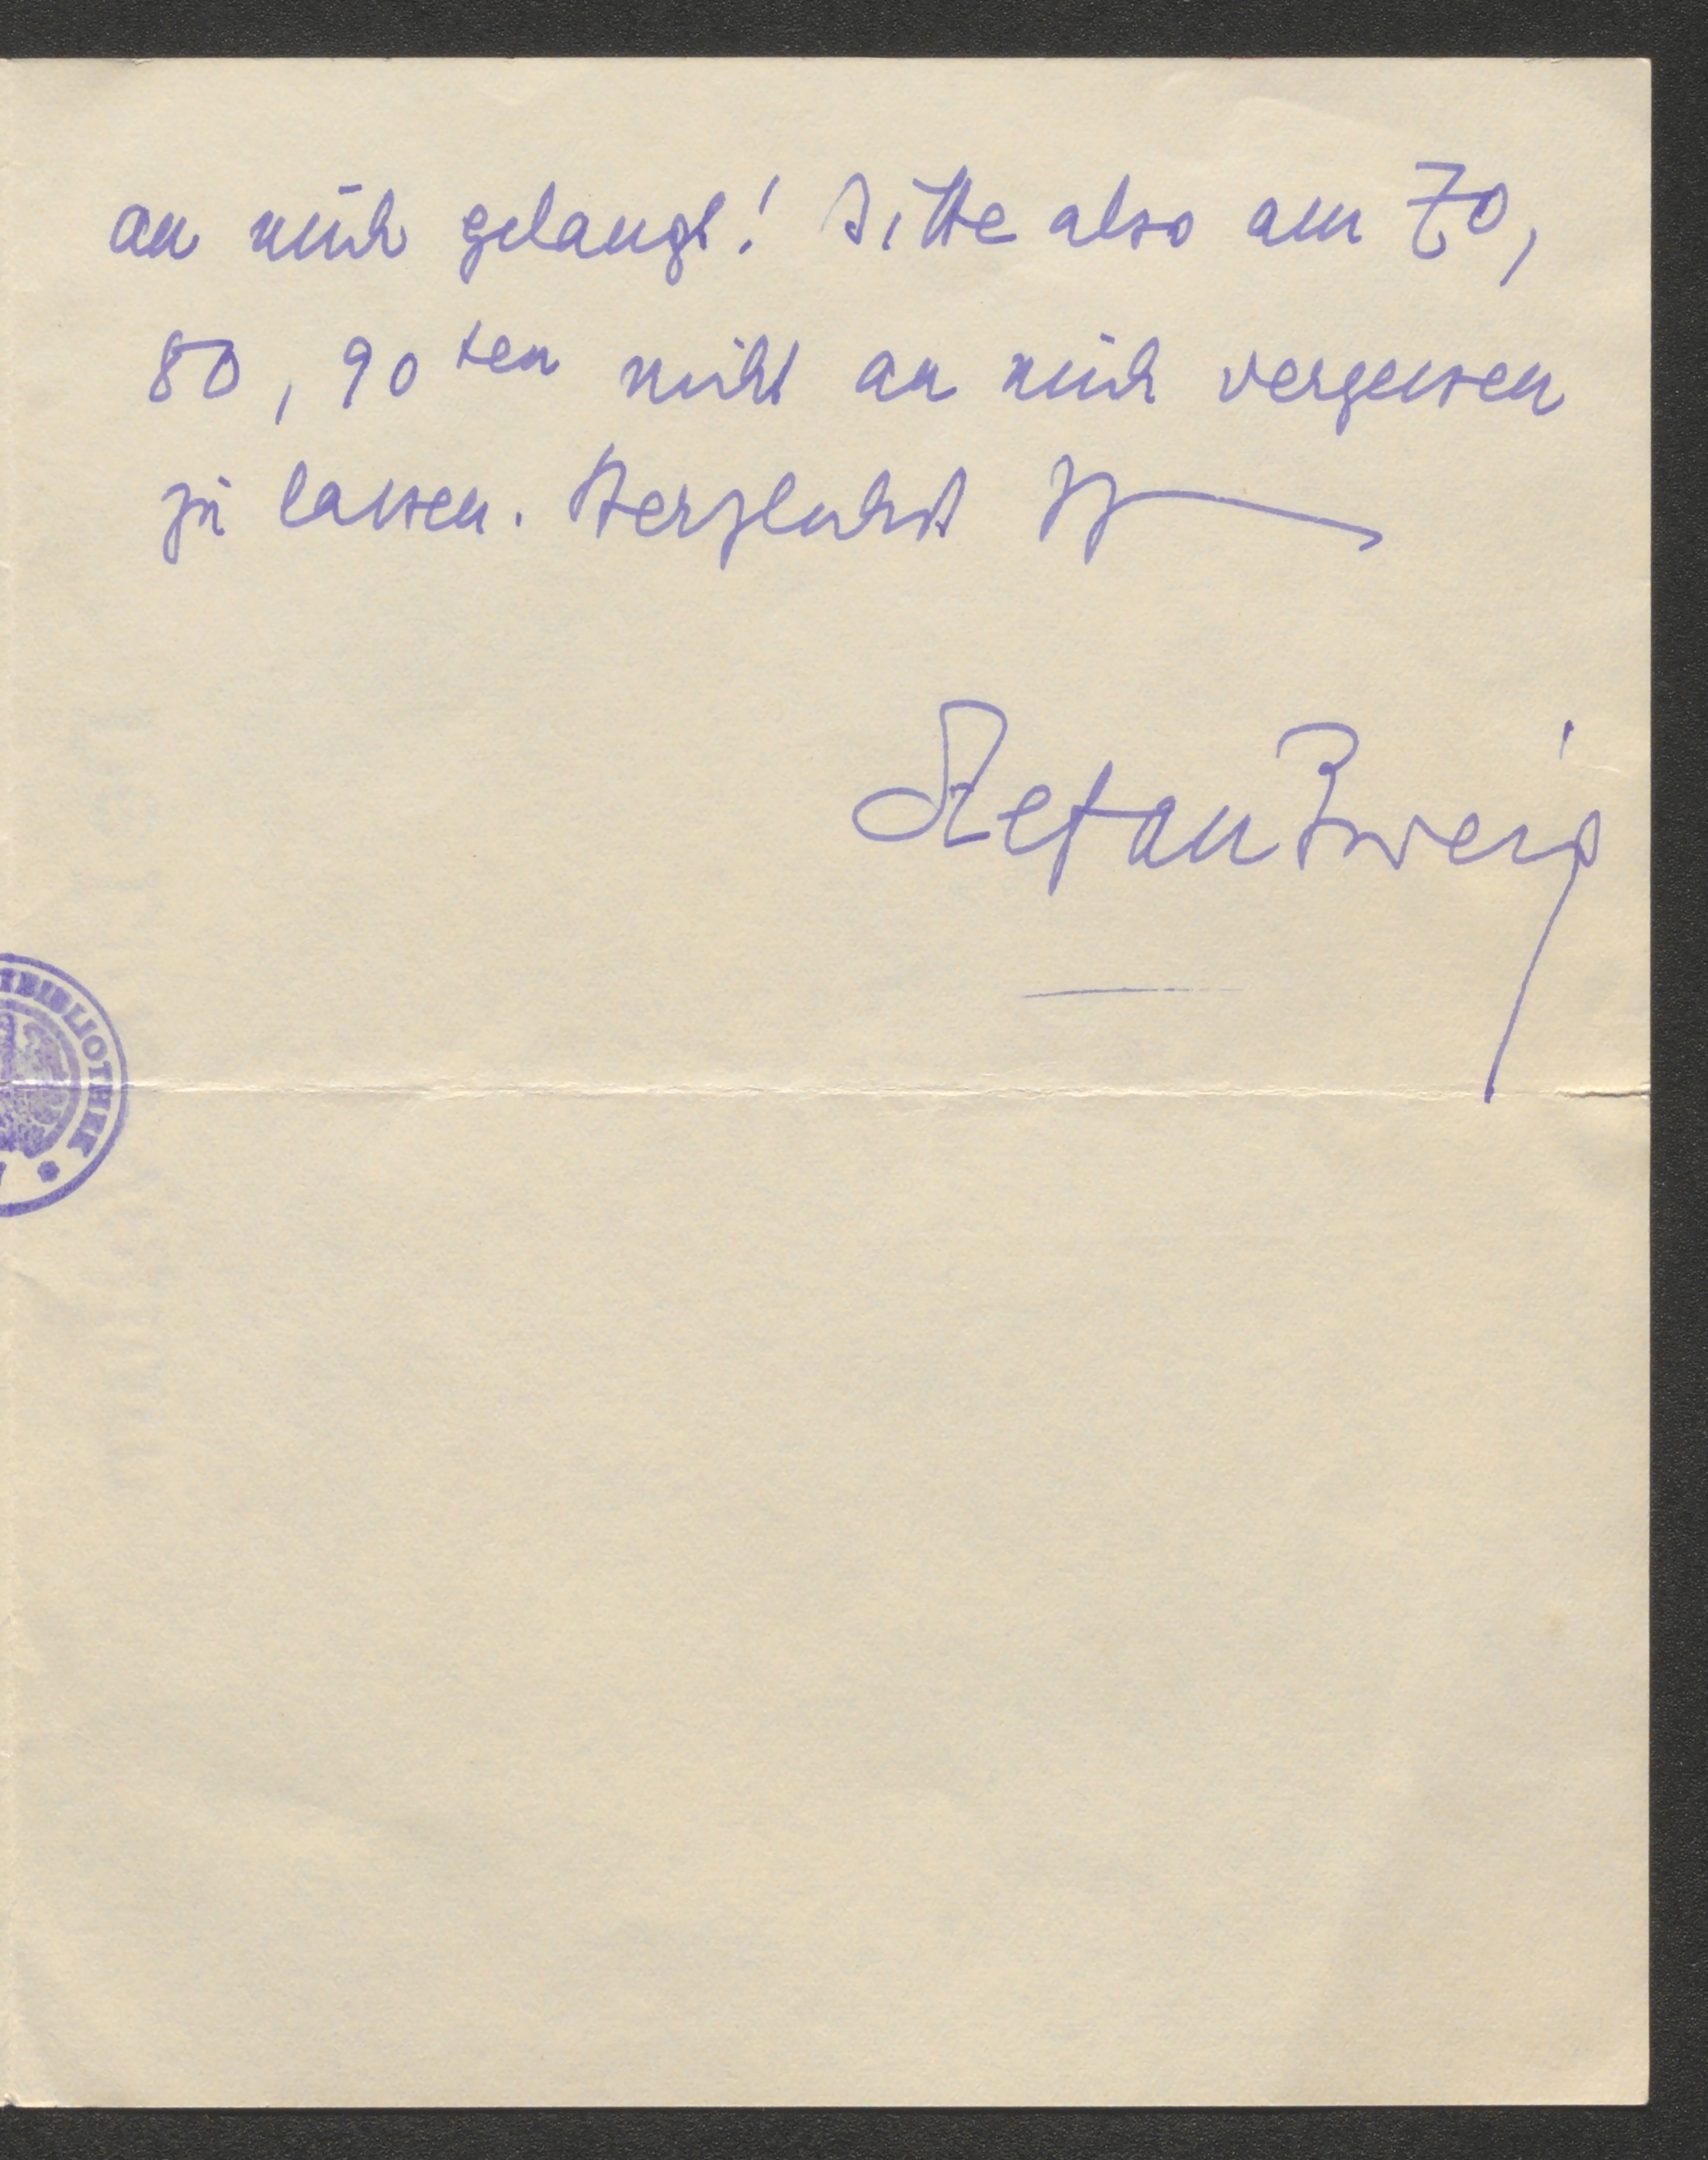 an mich gelangt! Bitte also am 70,
80, 90ten nicht an mich vergessen
zu lassen. Herzlichst Ihr
Stefan Zweig
BIBLIOTHEK